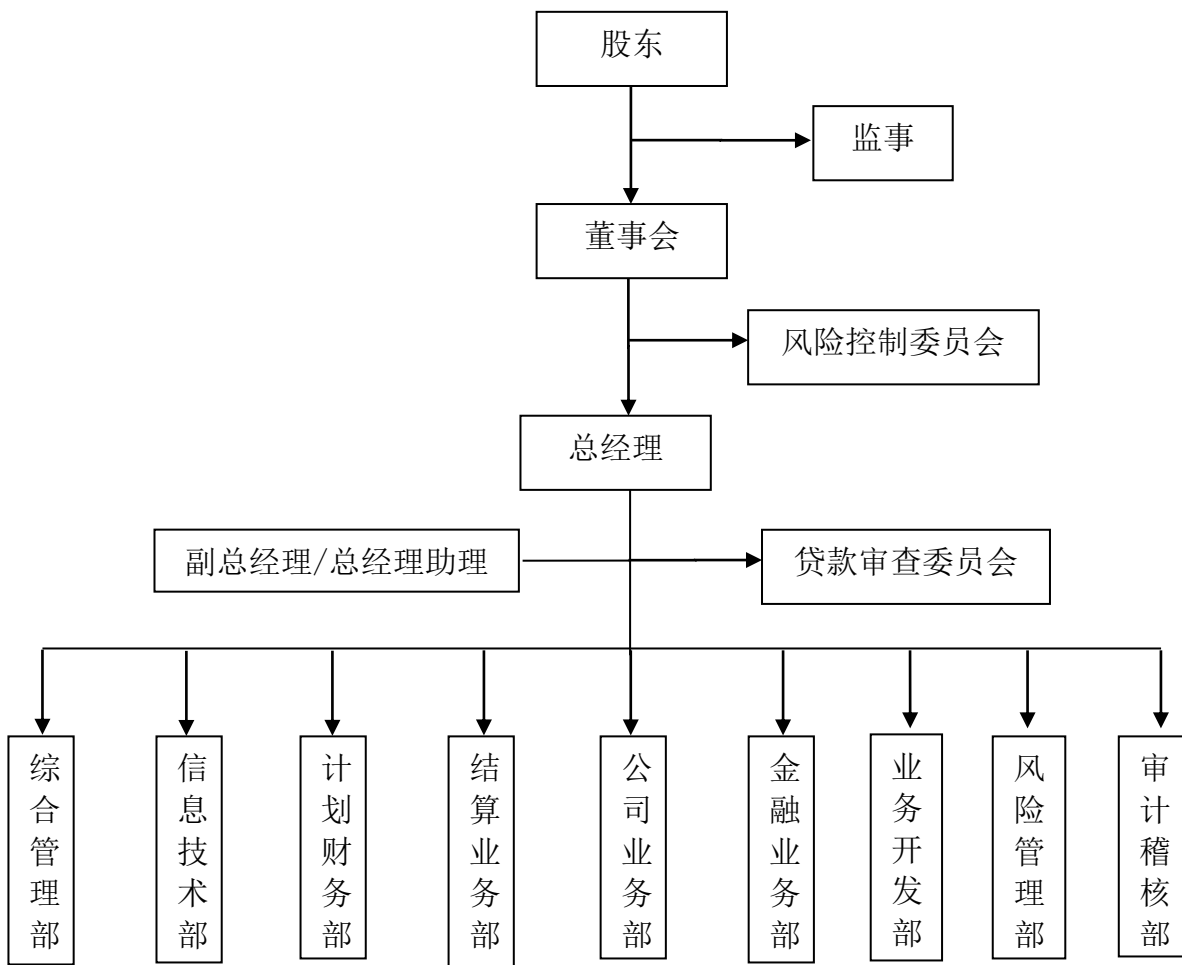 股东
监事
董事会
风险控制委员会
总经理
副总经理/总经理助理
贷款审查委员会
综合管理部
信息技术部
计划财务部
结算业务部
公司业务部
金融业务部
业务开发部
风险管理部
审计稽核部